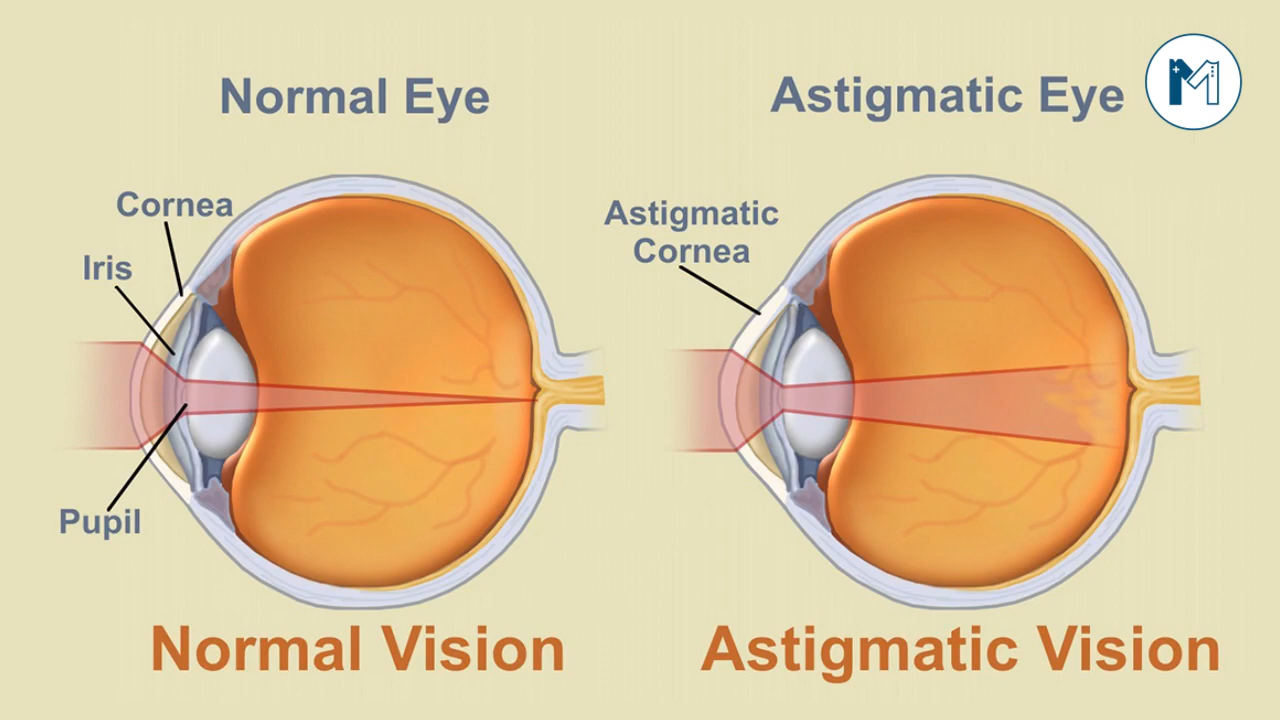 Normal Eye
Astigmatic Eye
M
Cornea
Iris
Pupil
Astigmatic
Cornea
Normal Vision
Astigmatic Vision